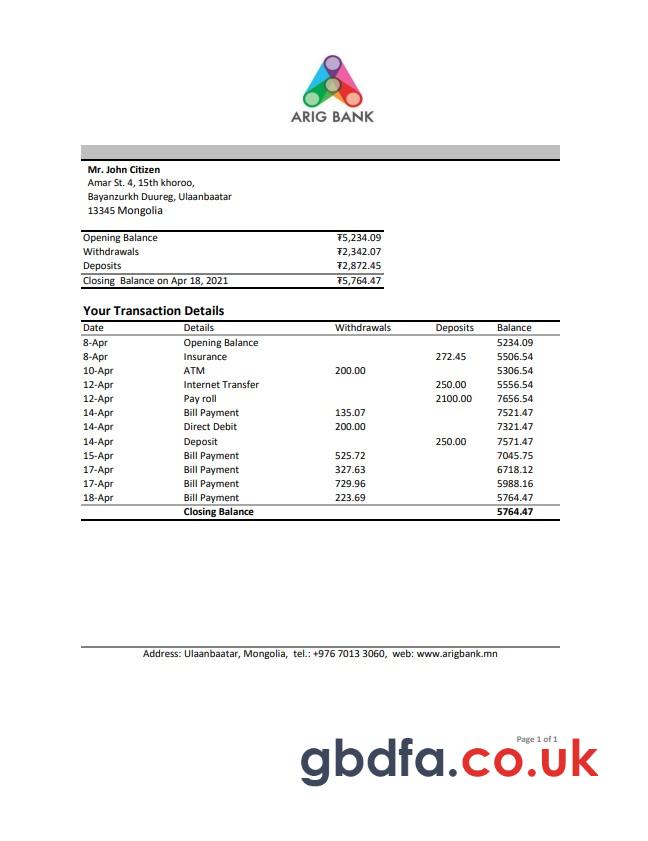 ARIG BANK
Mr. John Citizen
Amar St. 4, 15th khoroo,
Bayanzurkh Duureg, Ulaanbaatar
13345 Mongolia
Opening Balance ₮5,234.09
Withdrawals ₮2,342.07
Deposits ₮2,872.45
Closing Balance on Apr 18, 2021 ₮5,764.47
Your Transaction Details
Date Details Withdrawals Deposits Balance
8-Apr Opening Balance 5234.09
8-Apr Insurance 272.45 5506.54
10-Apr ATM 200.00 5306.54
12-Apr Internet Transfer 250.00 5556.54
12-Apr Pay roll 2100.00 7656.54
14-Apr Bill Payment 135.07 7521.47
14-Apr Direct Debit 200.00 7321.47
14-Apr Deposit 250.00 7571.47
15-Apr Bill Payment 525.72 7045.75
17-Apr Bill Payment 327.63 6718.12
17-Apr Bill Payment 729.96 5988.16
18-Apr Bill Payment 223.69 5764.47
Closing Balance 5764.47
Address: Ulaanbaatar, Mongolia, tel.: +976 7013 3060, web: www.arigbank.mn
Page 1 of 1
gbdfa.co.uk